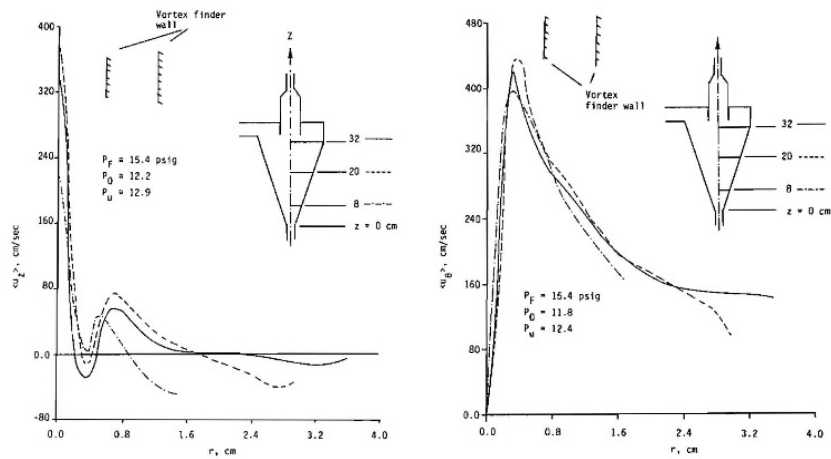 Vortex finder
wall
Z
400
320
240
160
80
0.0
-80
<u_z>, cm/sec
P_F = 15.4 psig
P_0 = 12.2
P_u = 12.9
32
20
8
z = 0 cm
0.0 0.8 1.6 2.4 3.2 4.0
r, cm
480
400
320
240
160
80
0.0
<u_θ>, cm/sec
Vortex
finder wall
32
20
8
z = 0 cm
P_F = 15.4 psig
P_0 = 11.8
P_u = 12.4
0.0 0.8 1.6 2.4 3.2 4.0
r, cm